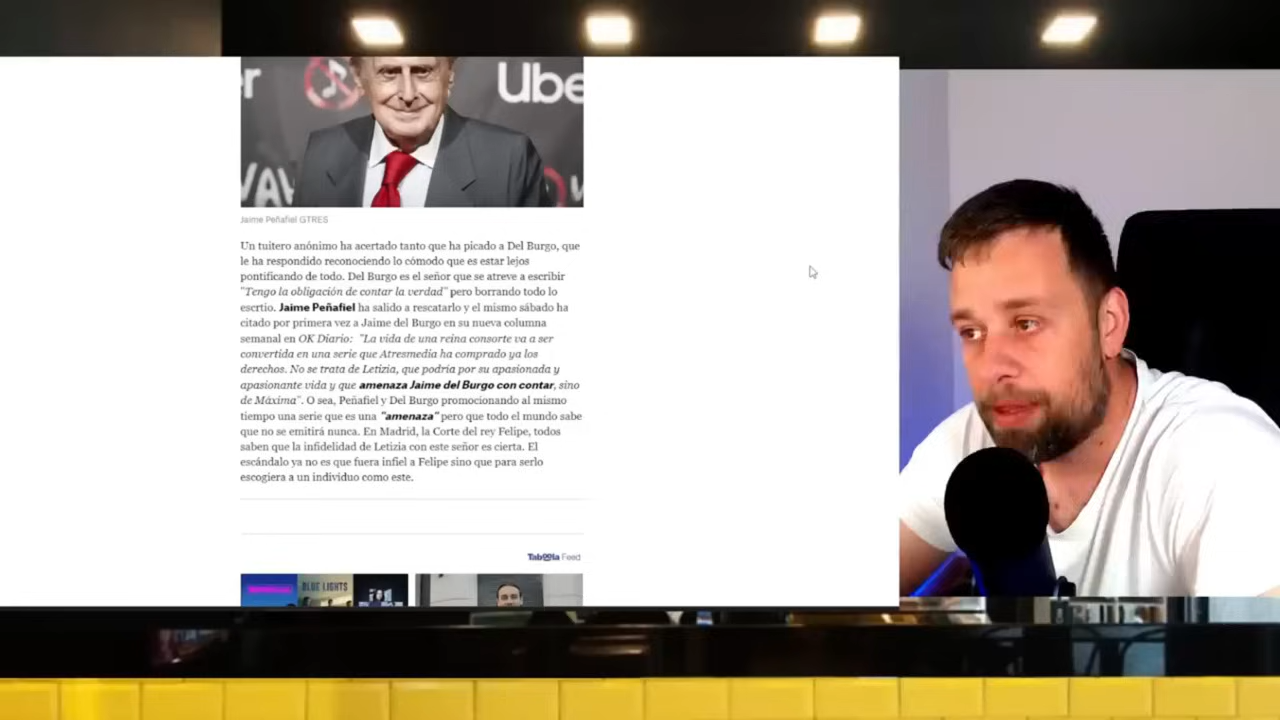 er
Ube
WAV
Jaime Peñafiel GTRES
Un tuitero anónimo ha acertado tanto que ha picado a Del Burgo, que
le ha respondido reconociendo lo cómodo que es estar lejos
pontificando de todo. Del Burgo es el señor que se atreve a escribir
"Tengo la obligación de contar la verdad" pero borrando todo lo
escrtio. Jaime Peñafiel ha salido a rescatarlo y el mismo sábado ha
citado por primera vez a Jaime del Burgo en su nueva columna
semanal en OK Diario: "La vida de una reina consorte va a ser
convertida en una serie que Atresmedia ha comprado ya los
derechos. No se trata de Letizia, que podría por su apasionada y
apasionante vida y que amenaza Jaime del Burgo con contar, sino
de Máxima". O sea, Peñafiel y Del Burgo promocionando al mismo
tiempo una serie que es una "amenaza" pero que todo el mundo sabe
que no se emitirá nunca. En Madrid, la Corte del rey Felipe, todos
saben que la infidelidad de Letizia con este señor es cierta. El
escándalo ya no es que fuera infiel a Felipe sino que para serlo
escogiera a un individuo como este.
Taboola Feed
BLUE LIGHTS